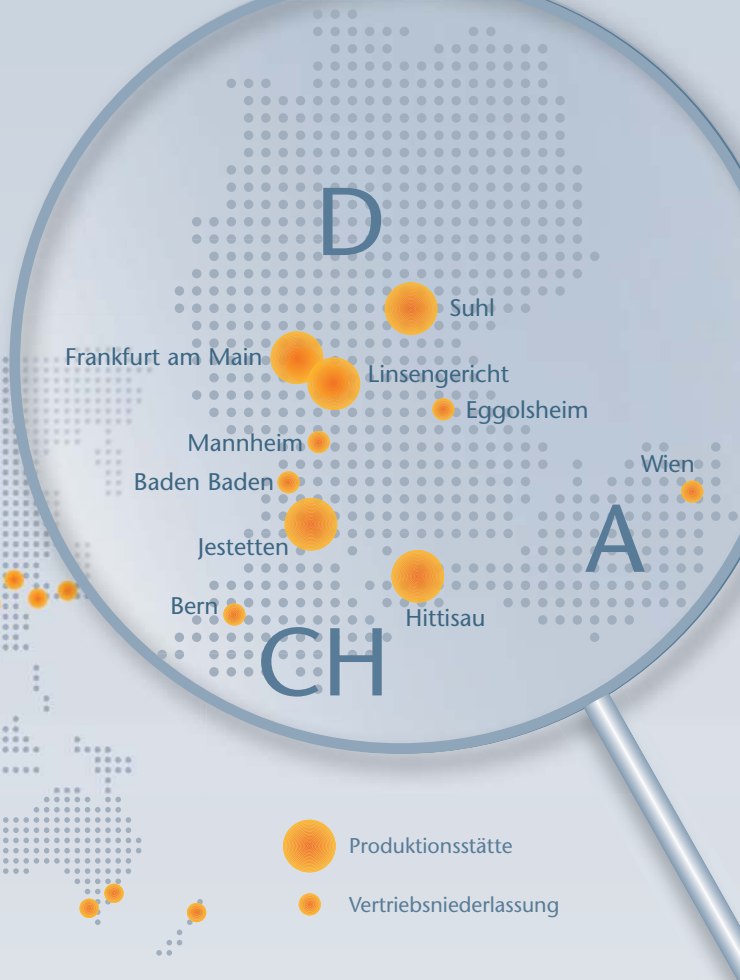 D
Suhl
Frankfurt am Main
Linsengericht
Eggolsheim
Mannheim
Wien
Baden Baden
A
Jestetten
Bern
Hittisau
CH
Produktionsstätte
Vertriebsniederlassung